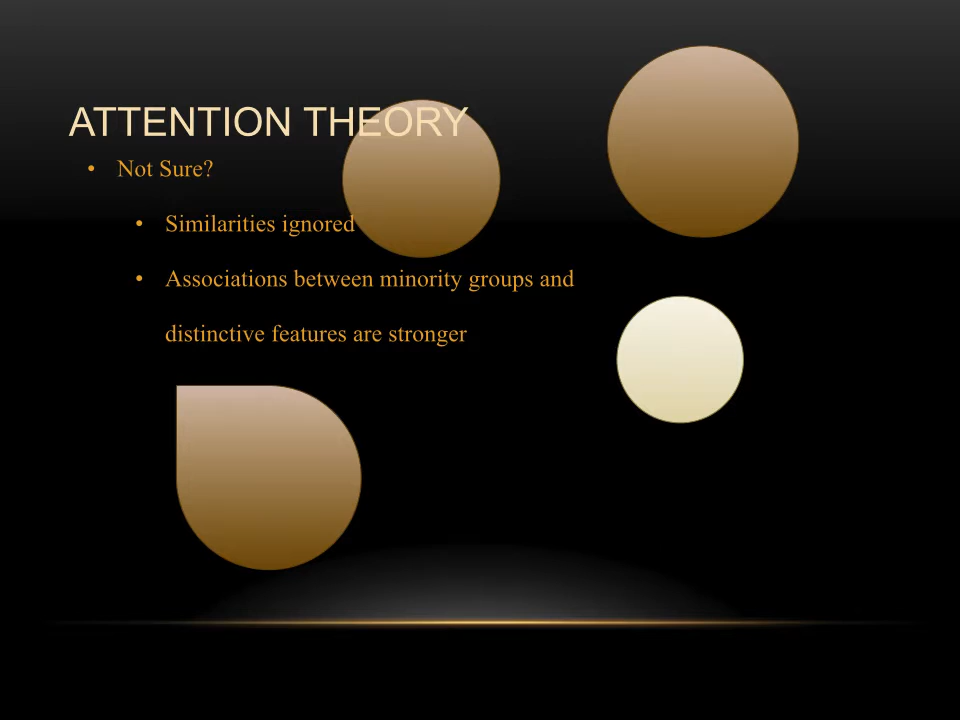 ATTENTION THEORY
• Not Sure?
• Similarities ignored
• Associations between minority groups and
distinctive features are stronger